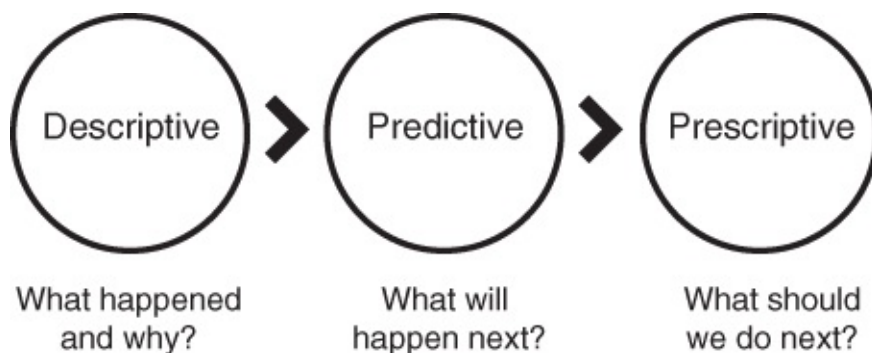 Descriptive
Predictive
Prescriptive
What happened
and why?
What will
happen next?
What should
we do next?